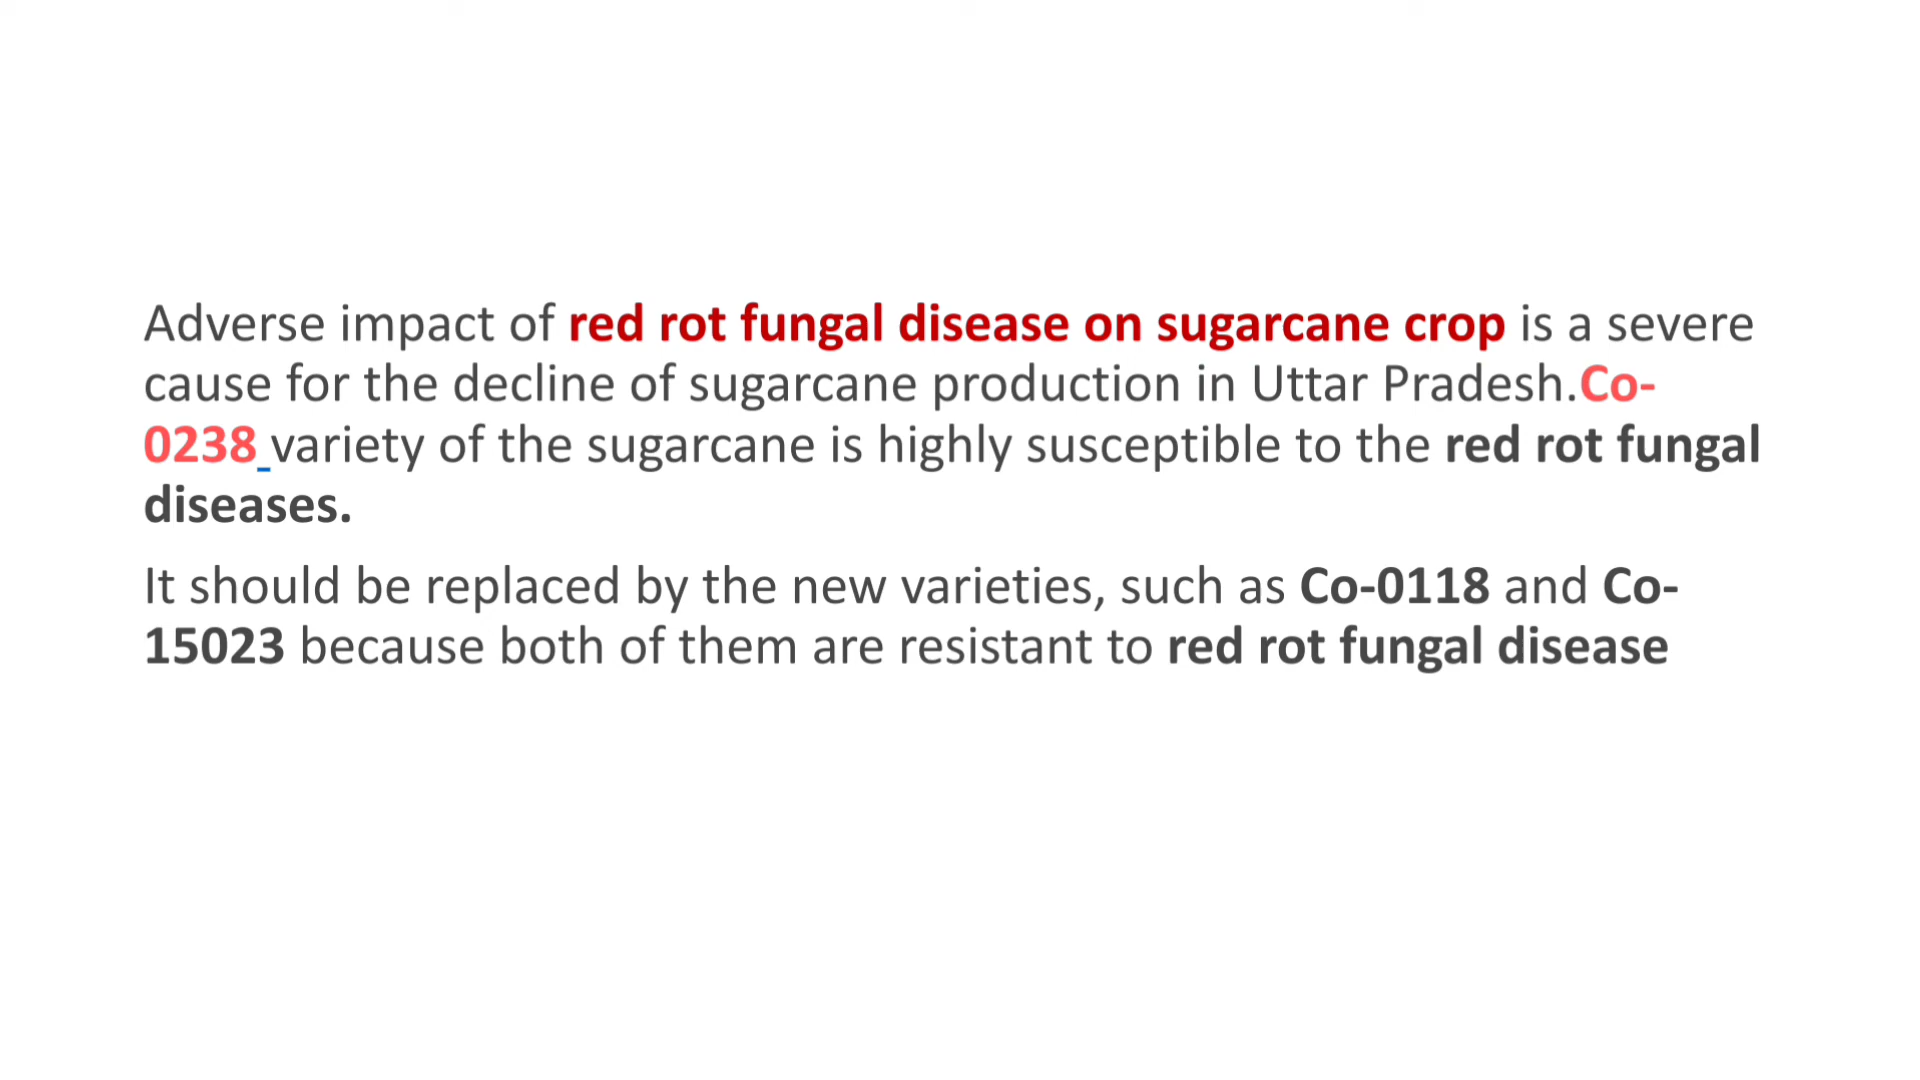 Adverse impact of red rot fungal disease on sugarcane crop is a severe
cause for the decline of sugarcane production in Uttar Pradesh.Co-
0238 variety of the sugarcane is highly susceptible to the red rot fungal
diseases.
It should be replaced by the new varieties, such as Co-0118 and Co-
15023 because both of them are resistant to red rot fungal disease